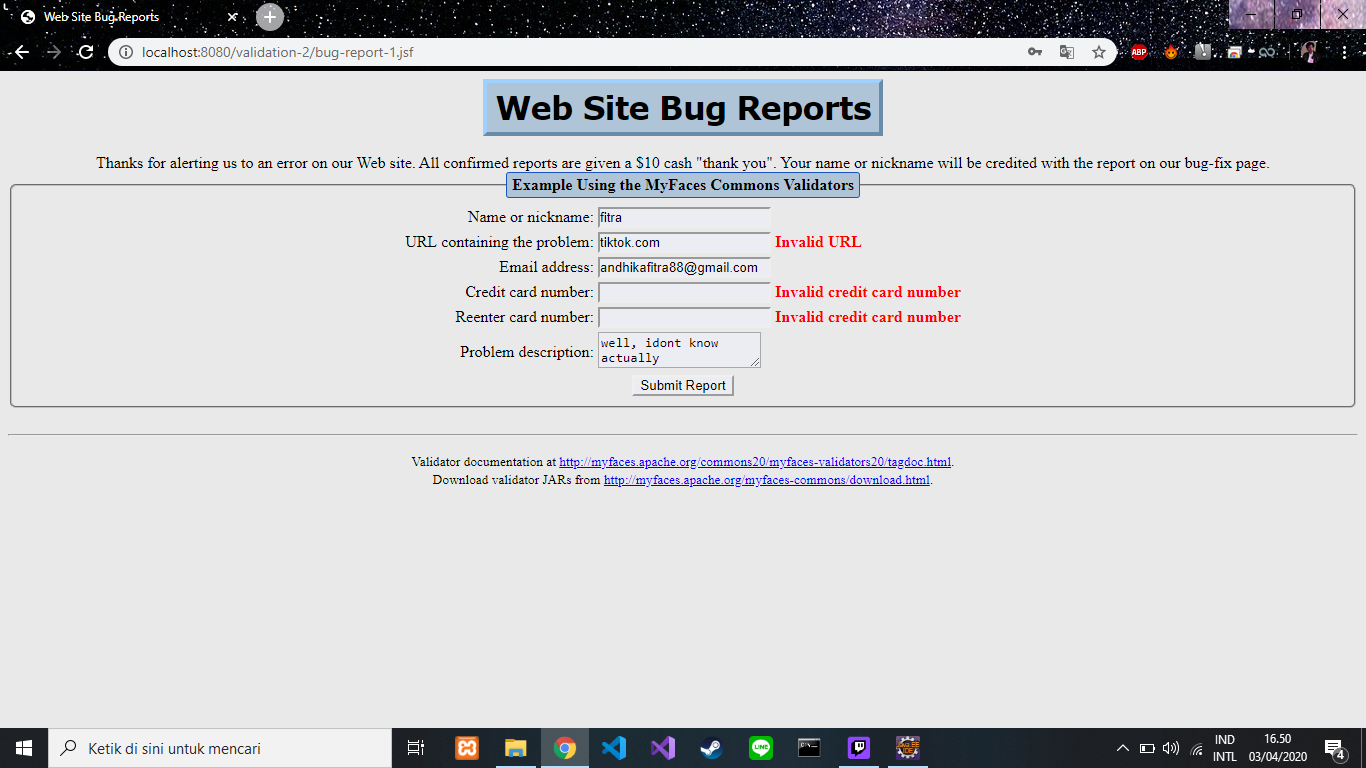 Web Site Bug Reports
localhost:8080/validation-2/bug-report-1.jsf
ABP
Web Site Bug Reports
Thanks for alerting us to an error on our Web site. All confirmed reports are given a $10 cash "thank you". Your name or nickname will be credited with the report on our bug-fix page.
Example Using the MyFaces Commons Validators
Name or nickname: fitra
URL containing the problem: tiktok.com Invalid URL
Email address: andhikafitra88@gmail.com
Credit card number: Invalid credit card number
Reenter card number: Invalid credit card number
Problem description: well, idont know
actually
Submit Report
Validator documentation at http://myfaces.apache.org/commons20/myfaces-validators20/tagdoc.html.
Download validator JARs from http://myfaces.apache.org/myfaces-commons/download.html.
Ketik di sini untuk mencari
LINE
IND
INTL
16.50
03/04/2020
4